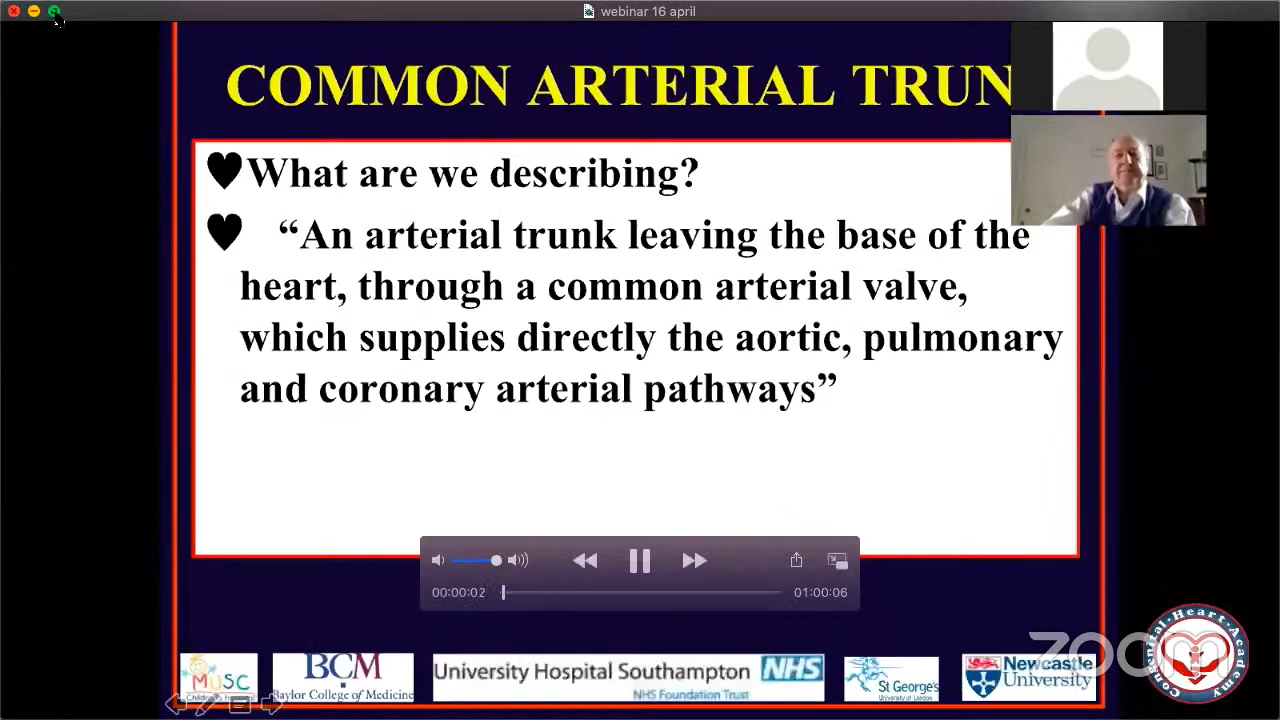 webinar 16 april
COMMON ARTERIAL TRUN
What are we describing?
“An arterial trunk leaving the base of the
heart, through a common arterial valve,
which supplies directly the aortic, pulmonary
and coronary arterial pathways”
00:00:02
01:00:06
MUSC
Children's
BCM
Baylor College of Medicine
University Hospital Southampton NHS
NHS Foundation Trust
St George's
University of London
Newcastle
University
zoom
Congenital Heart Academy